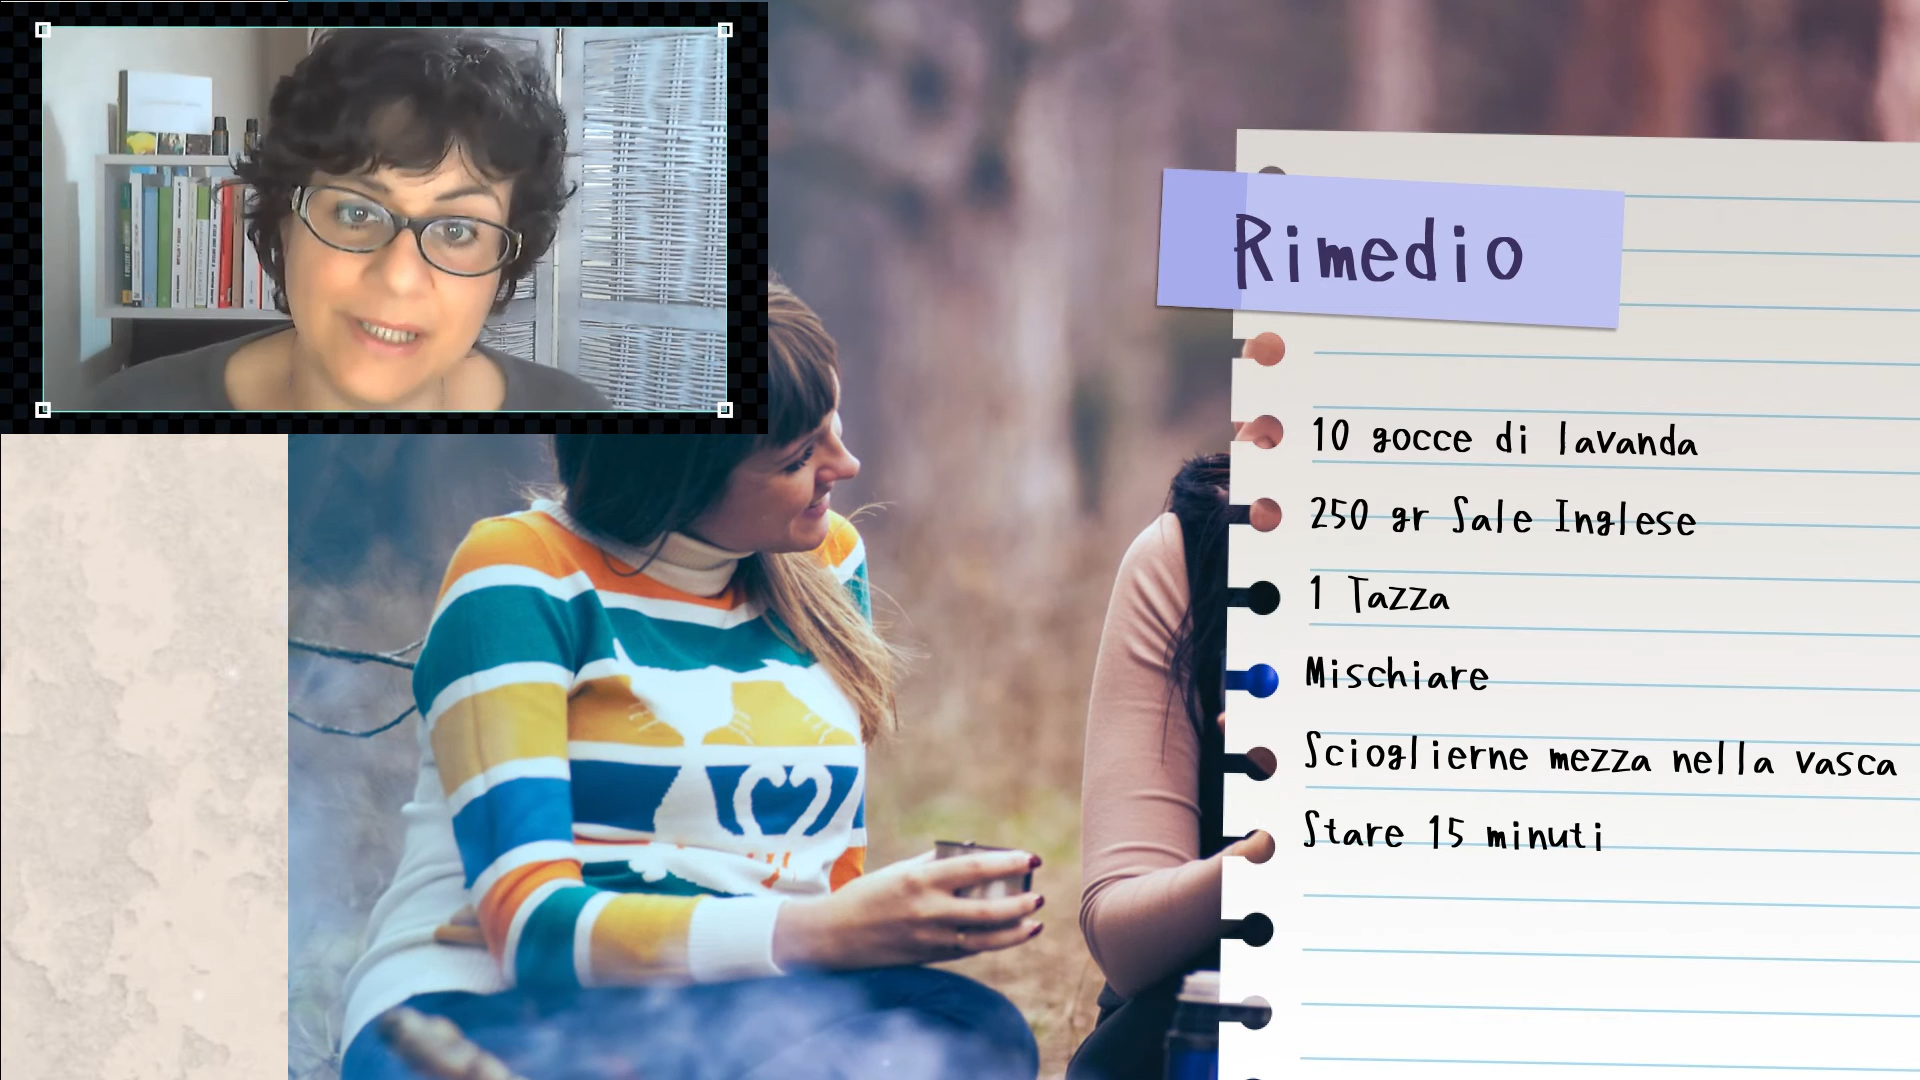 Rimedio
10 gocce di lavanda
250 gr Sale Inglese
1 Tazza
Mischiare
Scioglierne mezza nella vasca
Stare 15 minuti